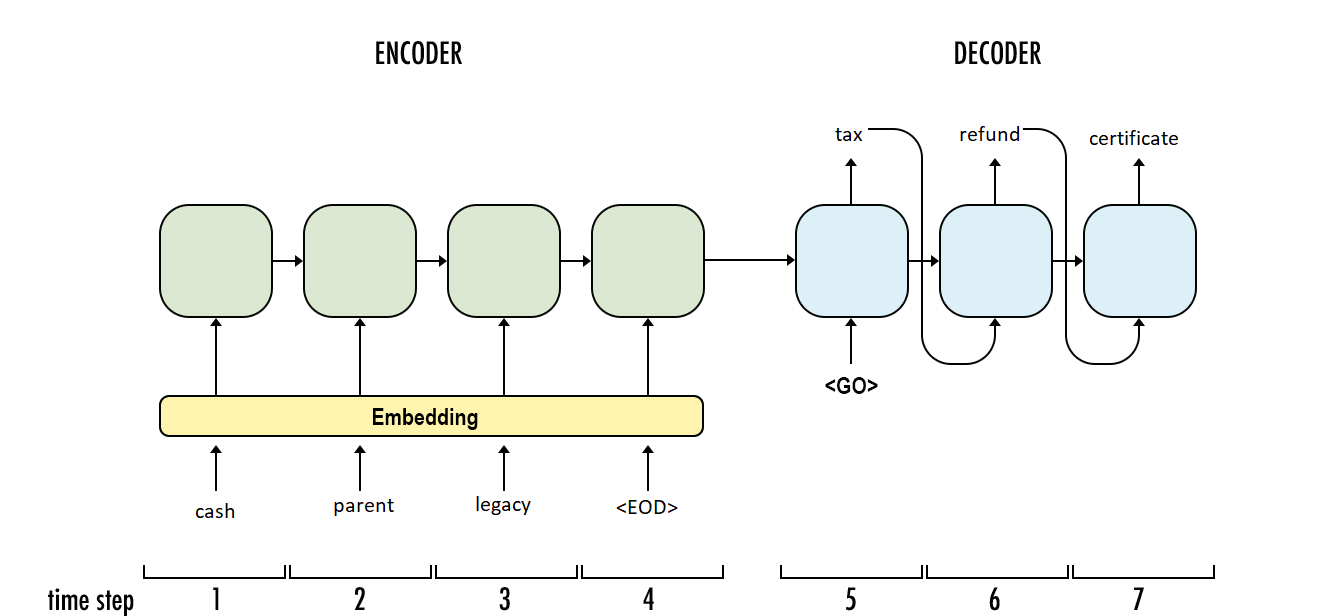 ENCODER DECODER
tax refund certificate
<GO>
Embedding
cash parent legacy <EOD>
time step 1 2 3 4 5 6 7